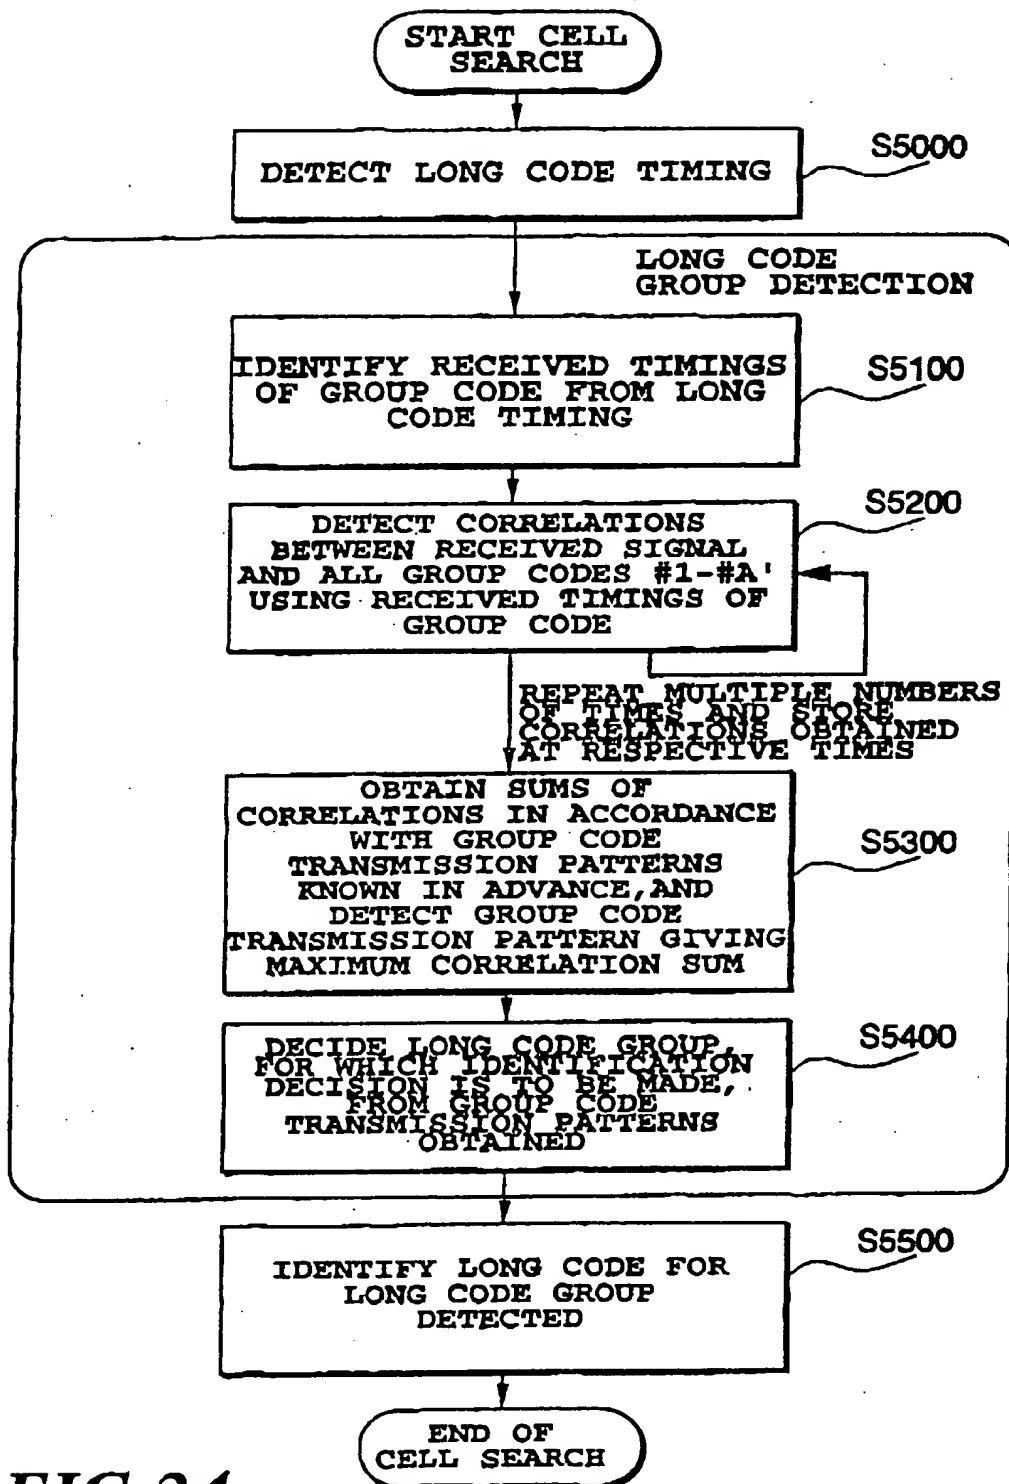 START CELL
SEARCH
S5000
DETECT LONG CODE TIMING
LONG CODE
GROUP DETECTION
IDENTIFY RECEIVED TIMINGS
OF GROUP CODE FROM LONG
CODE TIMING
S5100
S5200
DETECT CORRELATIONS
BETWEEN RECEIVED SIGNAL
AND ALL GROUP CODES #1-#A'
USING RECEIVED TIMINGS OF
GROUP CODE
REPEAT MULTIPLE NUMBERS
OF TIMES AND STORE
CORRELATIONS OBTAINED
AT RESPECTIVE TIMES
OBTAIN SUMS OF
CORRELATIONS IN ACCORDANCE
WITH GROUP CODE
TRANSMISSION PATTERNS
KNOWN IN ADVANCE, AND
DETECT GROUP CODE
TRANSMISSION PATTERN GIVING
MAXIMUM CORRELATION SUM
S5300
DECIDE LONG CODE GROUP,
FOR WHICH IDENTIFICATION
DECISION IS TO BE MADE,
FROM GROUP CODE
TRANSMISSION PATTERNS
OBTAINED
S5400
S5500
IDENTIFY LONG CODE FOR
LONG CODE GROUP
DETECTED
END OF
CELL SEARCH